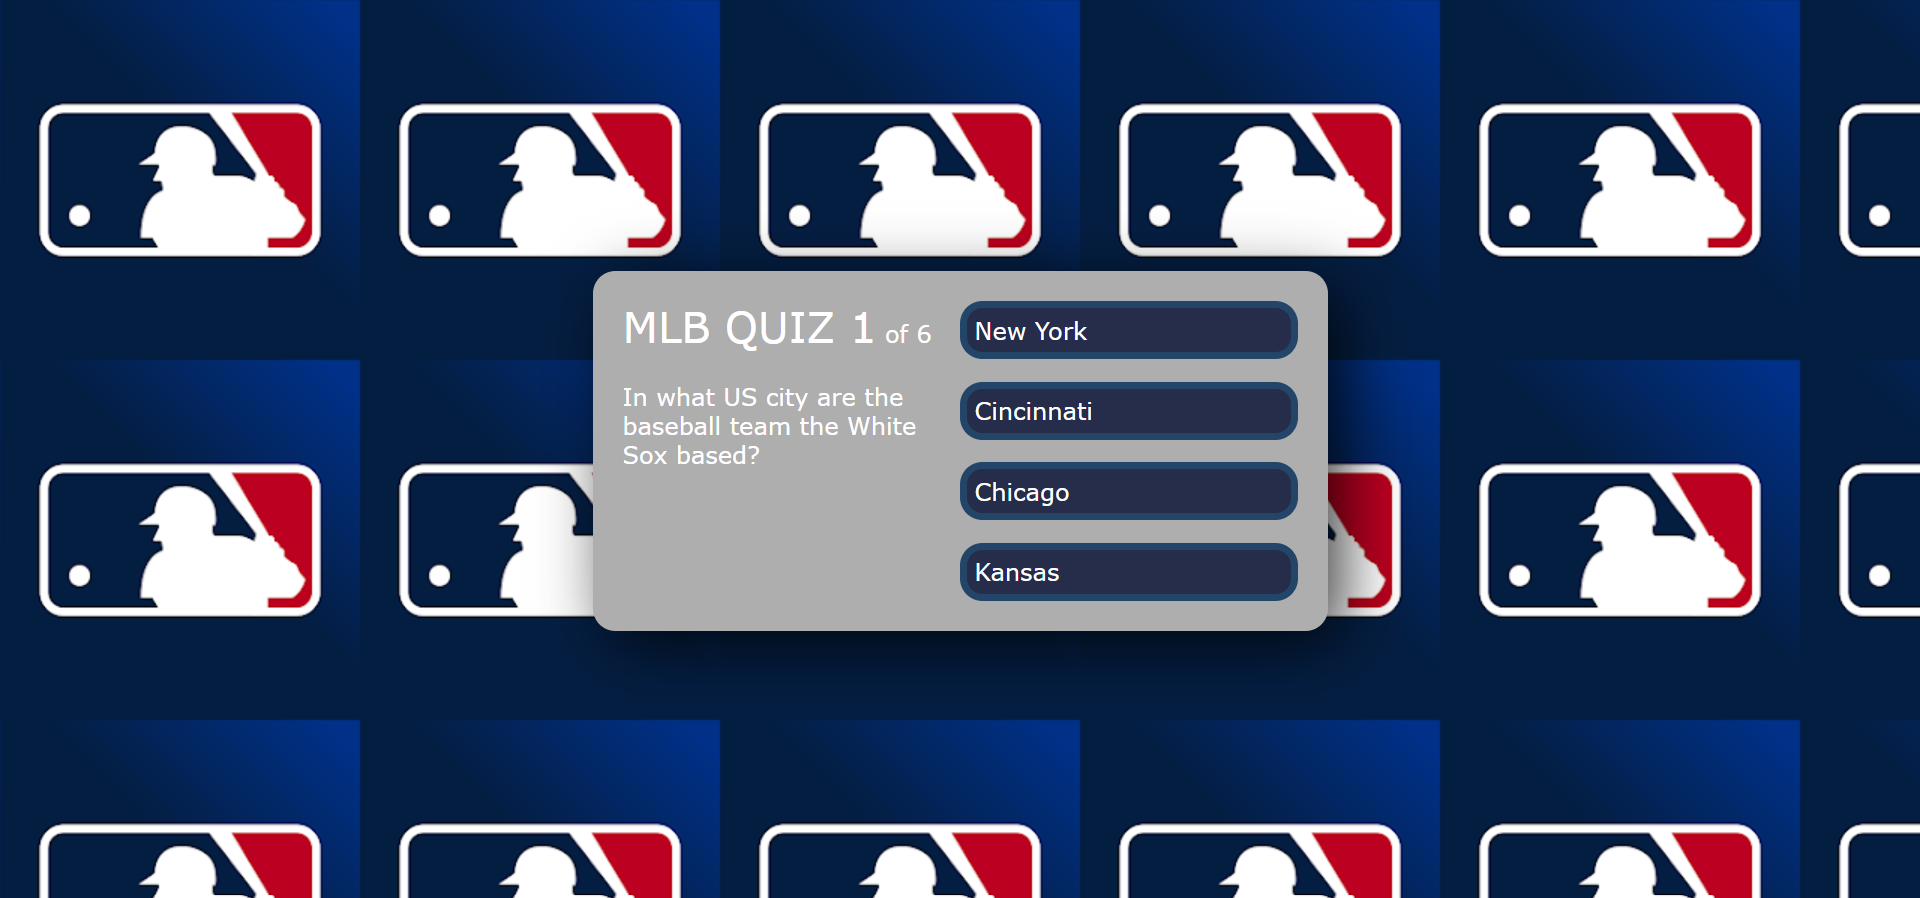 MLB QUIZ 1 of 6
In what US city are the
baseball team the White
Sox based?
New York
Cincinnati
Chicago
Kansas